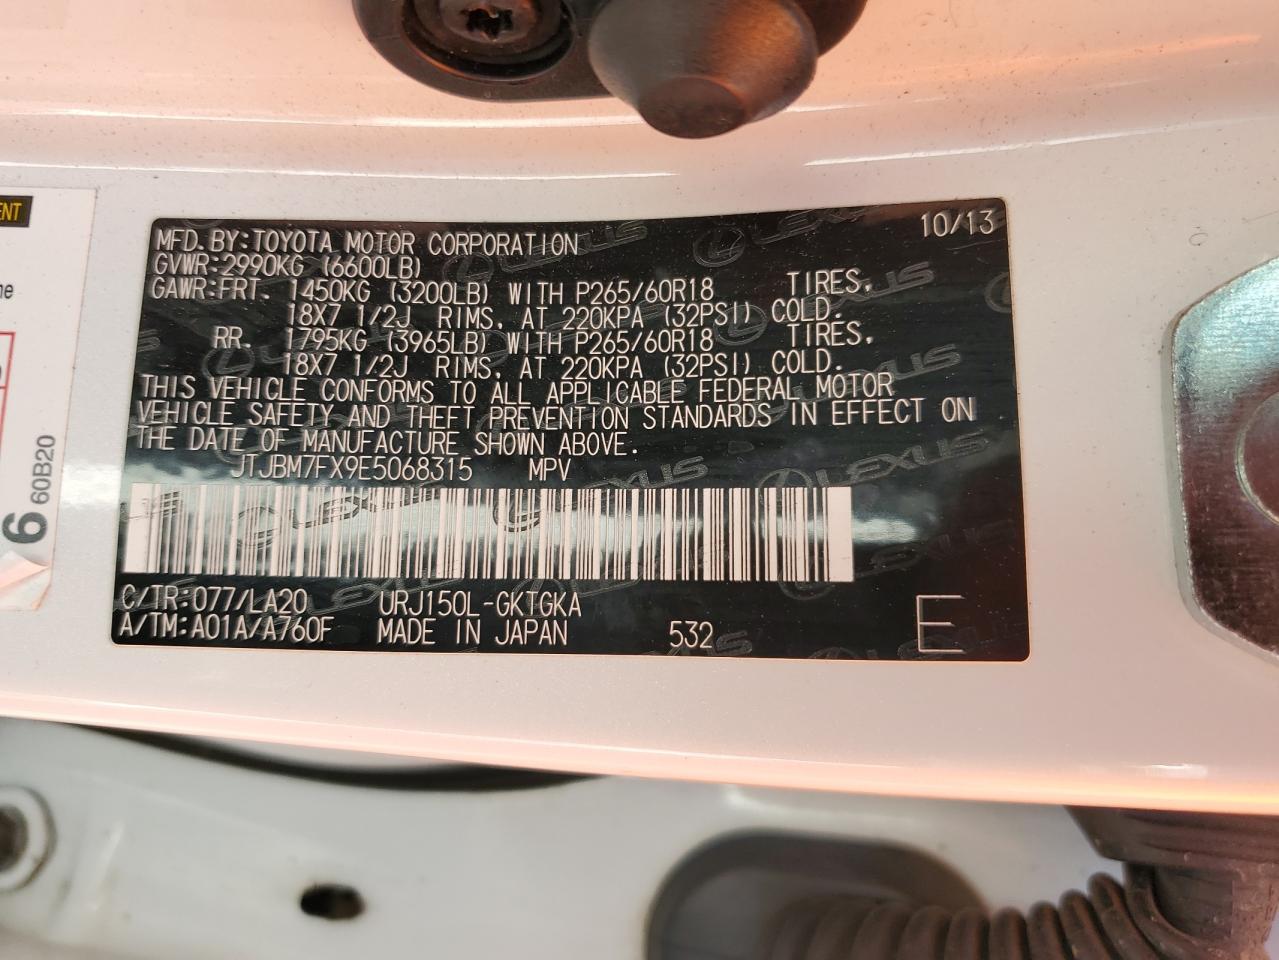 ENT
ne
6 60B20
10/13
MFD.BY:TOYOTA MOTOR CORPORATION
GVWR:2990KG (6600LB)
GAWR:FRT. 1450KG (3200LB) WITH P265/60R18 TIRES,
18X7 1/2J RIMS, AT 220KPA (32PSI) COLD.
RR. 1795KG (3965LB) WITH P265/60R18 TIRES,
18X7 1/2J RIMS, AT 220KPA (32PSI) COLD.
THIS VEHICLE CONFORMS TO ALL APPLICABLE FEDERAL MOTOR
VEHICLE SAFETY AND THEFT PREVENTION STANDARDS IN EFFECT ON
THE DATE OF MANUFACTURE SHOWN ABOVE.
JTJBM7FX9E5068315 MPV
C/TR:077/LA20 URJ150L-GKTGKA
A/TM:A01A/A760F MADE IN JAPAN 532 E
LEXUS